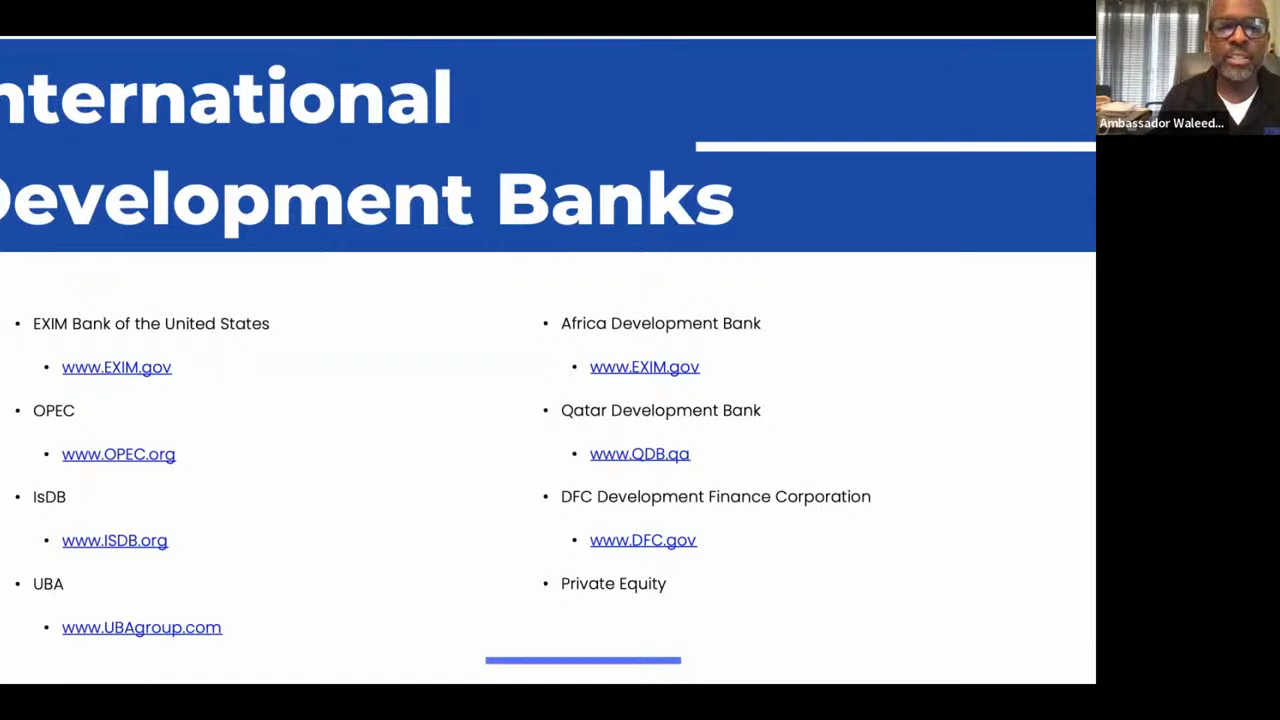 nternational
Development Banks
• EXIM Bank of the United States
• www.EXIM.gov
• OPEC
• www.OPEC.org
• IsDB
• www.ISDB.org
• UBA
• www.UBAgroup.com
• Africa Development Bank
• www.EXIM.gov
• Qatar Development Bank
• www.QDB.qa
• DFC Development Finance Corporation
• www.DFC.gov
• Private Equity
Ambassador Waleed...